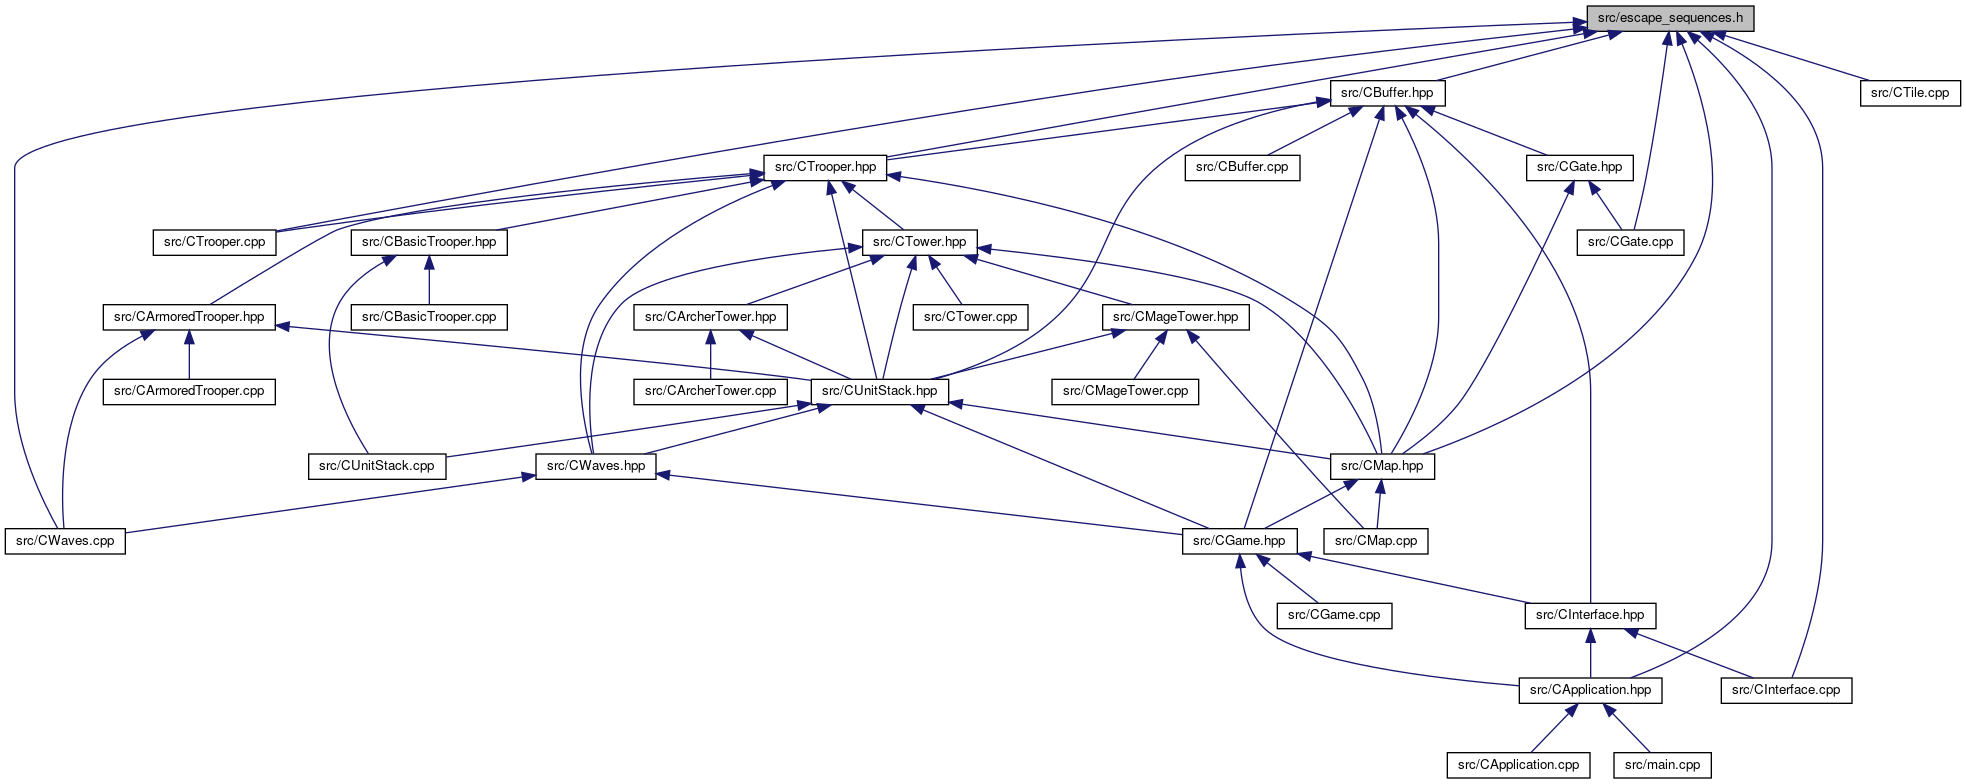 src/escape_sequences.h
src/CBuffer.hpp
src/CTile.cpp
src/CTrooper.hpp
src/CBuffer.cpp
src/CGate.hpp
src/CTrooper.cpp
src/CBasicTrooper.hpp
src/CTower.hpp
src/CGate.cpp
src/CArmoredTrooper.hpp
src/CBasicTrooper.cpp
src/CArcherTower.hpp
src/CTower.cpp
src/CMageTower.hpp
src/CArmoredTrooper.cpp
src/CArcherTower.cpp
src/CUnitStack.hpp
src/CMageTower.cpp
src/CUnitStack.cpp
src/CWaves.hpp
src/CMap.hpp
src/CWaves.cpp
src/CGame.hpp
src/CMap.cpp
src/CGame.cpp
src/CInterface.hpp
src/CApplication.hpp
src/CInterface.cpp
src/CApplication.cpp
src/main.cpp